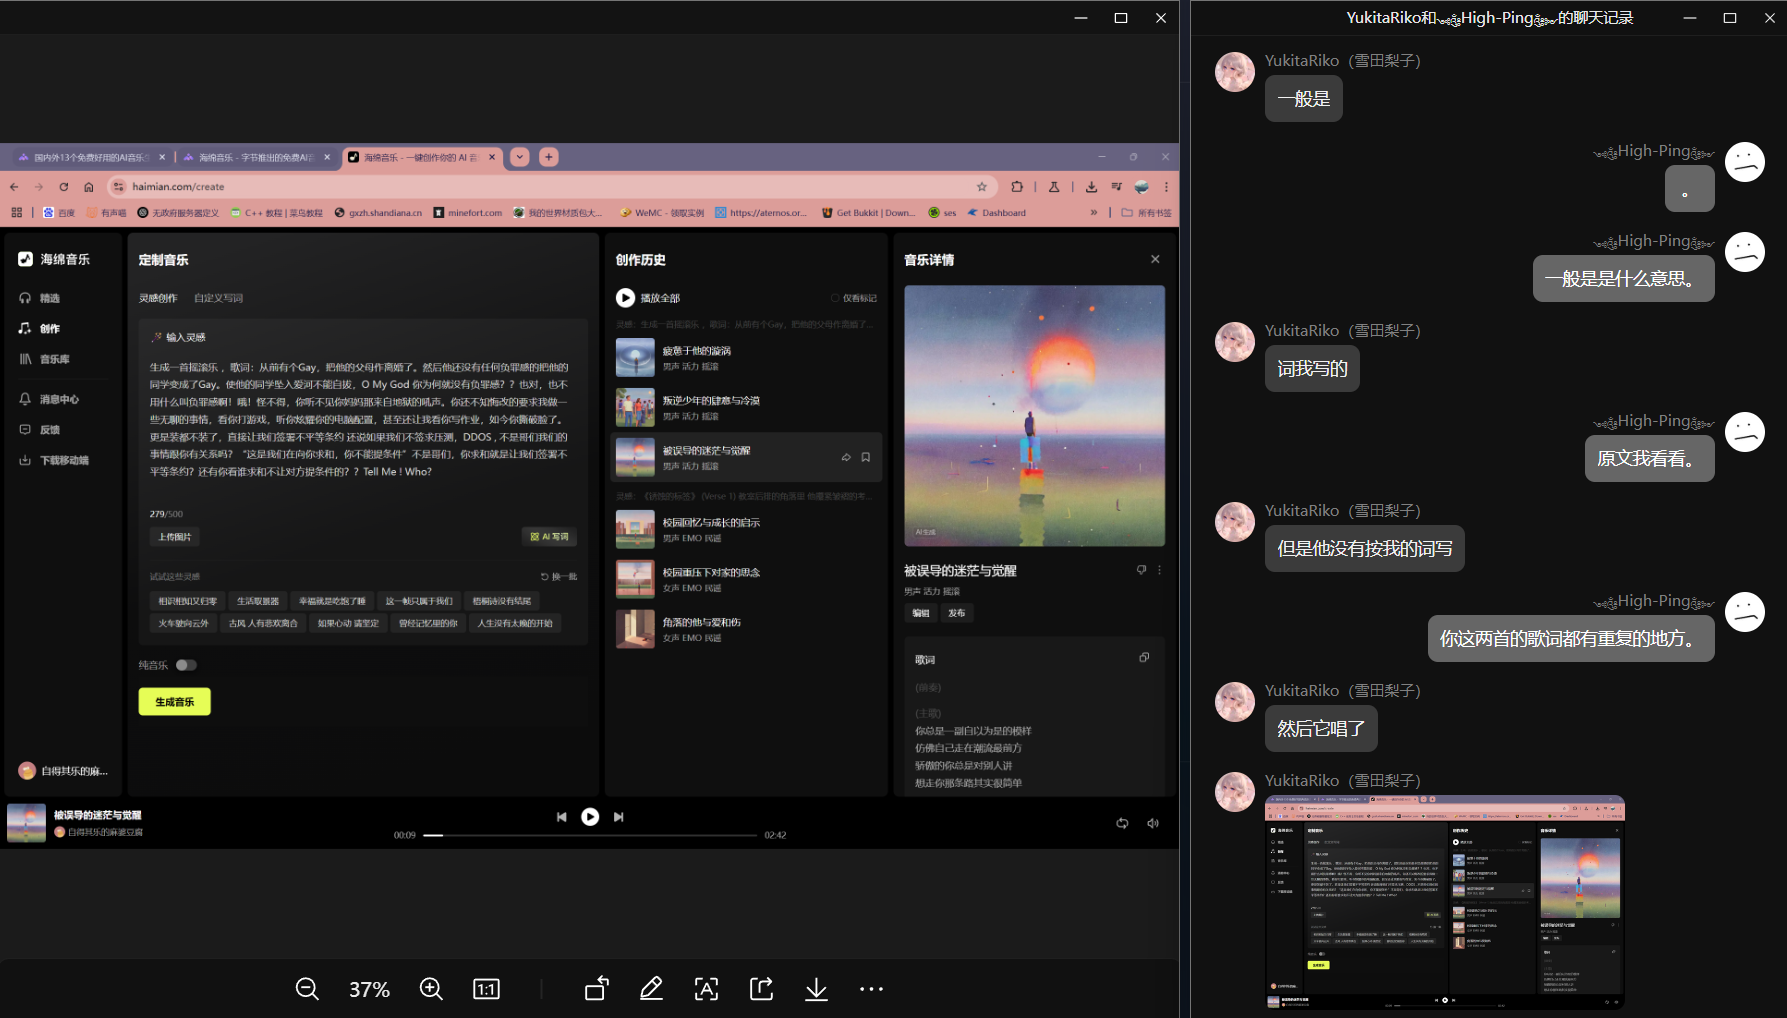 国内外13个免费好用的AI音乐
海绵音乐 - 字节推出的免费AI音
海绵音乐 - 一键创作你的 AI 音
haimian.com/create
百度
有声喵
无政府服务器定义
C++ 教程 | 菜鸟教程
gxzh.shandiana.cn
minefort.com
我的世界材质包大...
WeMC - 领取实例
https://aternos.or...
Get Bukkit | Down...
ses
Dashboard
所有书签
海绵音乐
精选
创作
音乐库
消息中心
反馈
下载移动端
自得其乐的麻...
定制音乐
灵感创作 自定义写词
输入灵感
生成一首摇滚乐，歌词：从前有个Gay，把他的父母作离婚了。然后他还没有任何负罪感的把他的
同学变成了Gay。使他的同学坠入爱河不能自拔，O My God 你为何就没有负罪感？？也对，也不
用什么叫负罪感啊！哦！怪不得，你听不见你妈妈那来自地狱的吼声。你还不知悔改的要求我做一
些无聊的事情，看你打游戏，听你炫耀你的电脑配置，甚至还让我看你写作业，如今你撕破脸了。
更是装都不装了，直接让我们签署不平等条约 还说如果我们不签求压测，DDOS，不是哥们我们的
事情跟你有关系吗？“这是我们在向你求和，你不能提条件”不是哥们，你求和就是让我们签署不
平等条约？还有你看谁求和不让对方提条件的？？Tell Me ! Who?
279/500
上传图片
AI 写词
试试这些灵感
换一批
相识相知又归零 生活取景器 幸福就是吃饱了睡 这一帧只属于我们 梧桐诗没有结尾
火车驶向云外 古风 人有悲欢离合 如果心动 请坚定 曾经记忆里的你 人生没有太晚的开始
纯音乐
生成音乐
创作历史
播放全部
仅看标记
灵感：生成一首摇滚乐，歌词：从前有个Gay，把他的父母作离婚了...
疲惫于他的漩涡
男声 活力 摇滚
叛逆少年的肆意与冷漠
男声 活力 摇滚
被误导的迷茫与觉醒
男声 活力 摇滚
校园回忆与成长的启示
男声 EMO 民谣
校园重压下对家的思念
女声 EMO 民谣
角落的他与爱和伤
女声 EMO 民谣
音乐详情
AI生成
被误导的迷茫与觉醒
男声 活力 摇滚
编辑 发布
歌词
(前奏)
(主歌)
你总是一副自以为是的模样
仿佛自己走在潮流最前方
骄傲的你总是对别人讲
想走你那条路其实很简单
被误导的迷茫与觉醒
自得其乐的麻婆豆腐
00:09
02:42
37%
1:1
YukitaRiko和High-Ping的聊天记录
YukitaRiko（雪田梨子）
一般是
High-Ping
。
High-Ping
一般是是什么意思。
YukitaRiko（雪田梨子）
词我写的
High-Ping
原文我看看。
YukitaRiko（雪田梨子）
但是他没有按我的词写
High-Ping
你这两首的歌词都有重复的地方。
YukitaRiko（雪田梨子）
然后它唱了
YukitaRiko（雪田梨子）